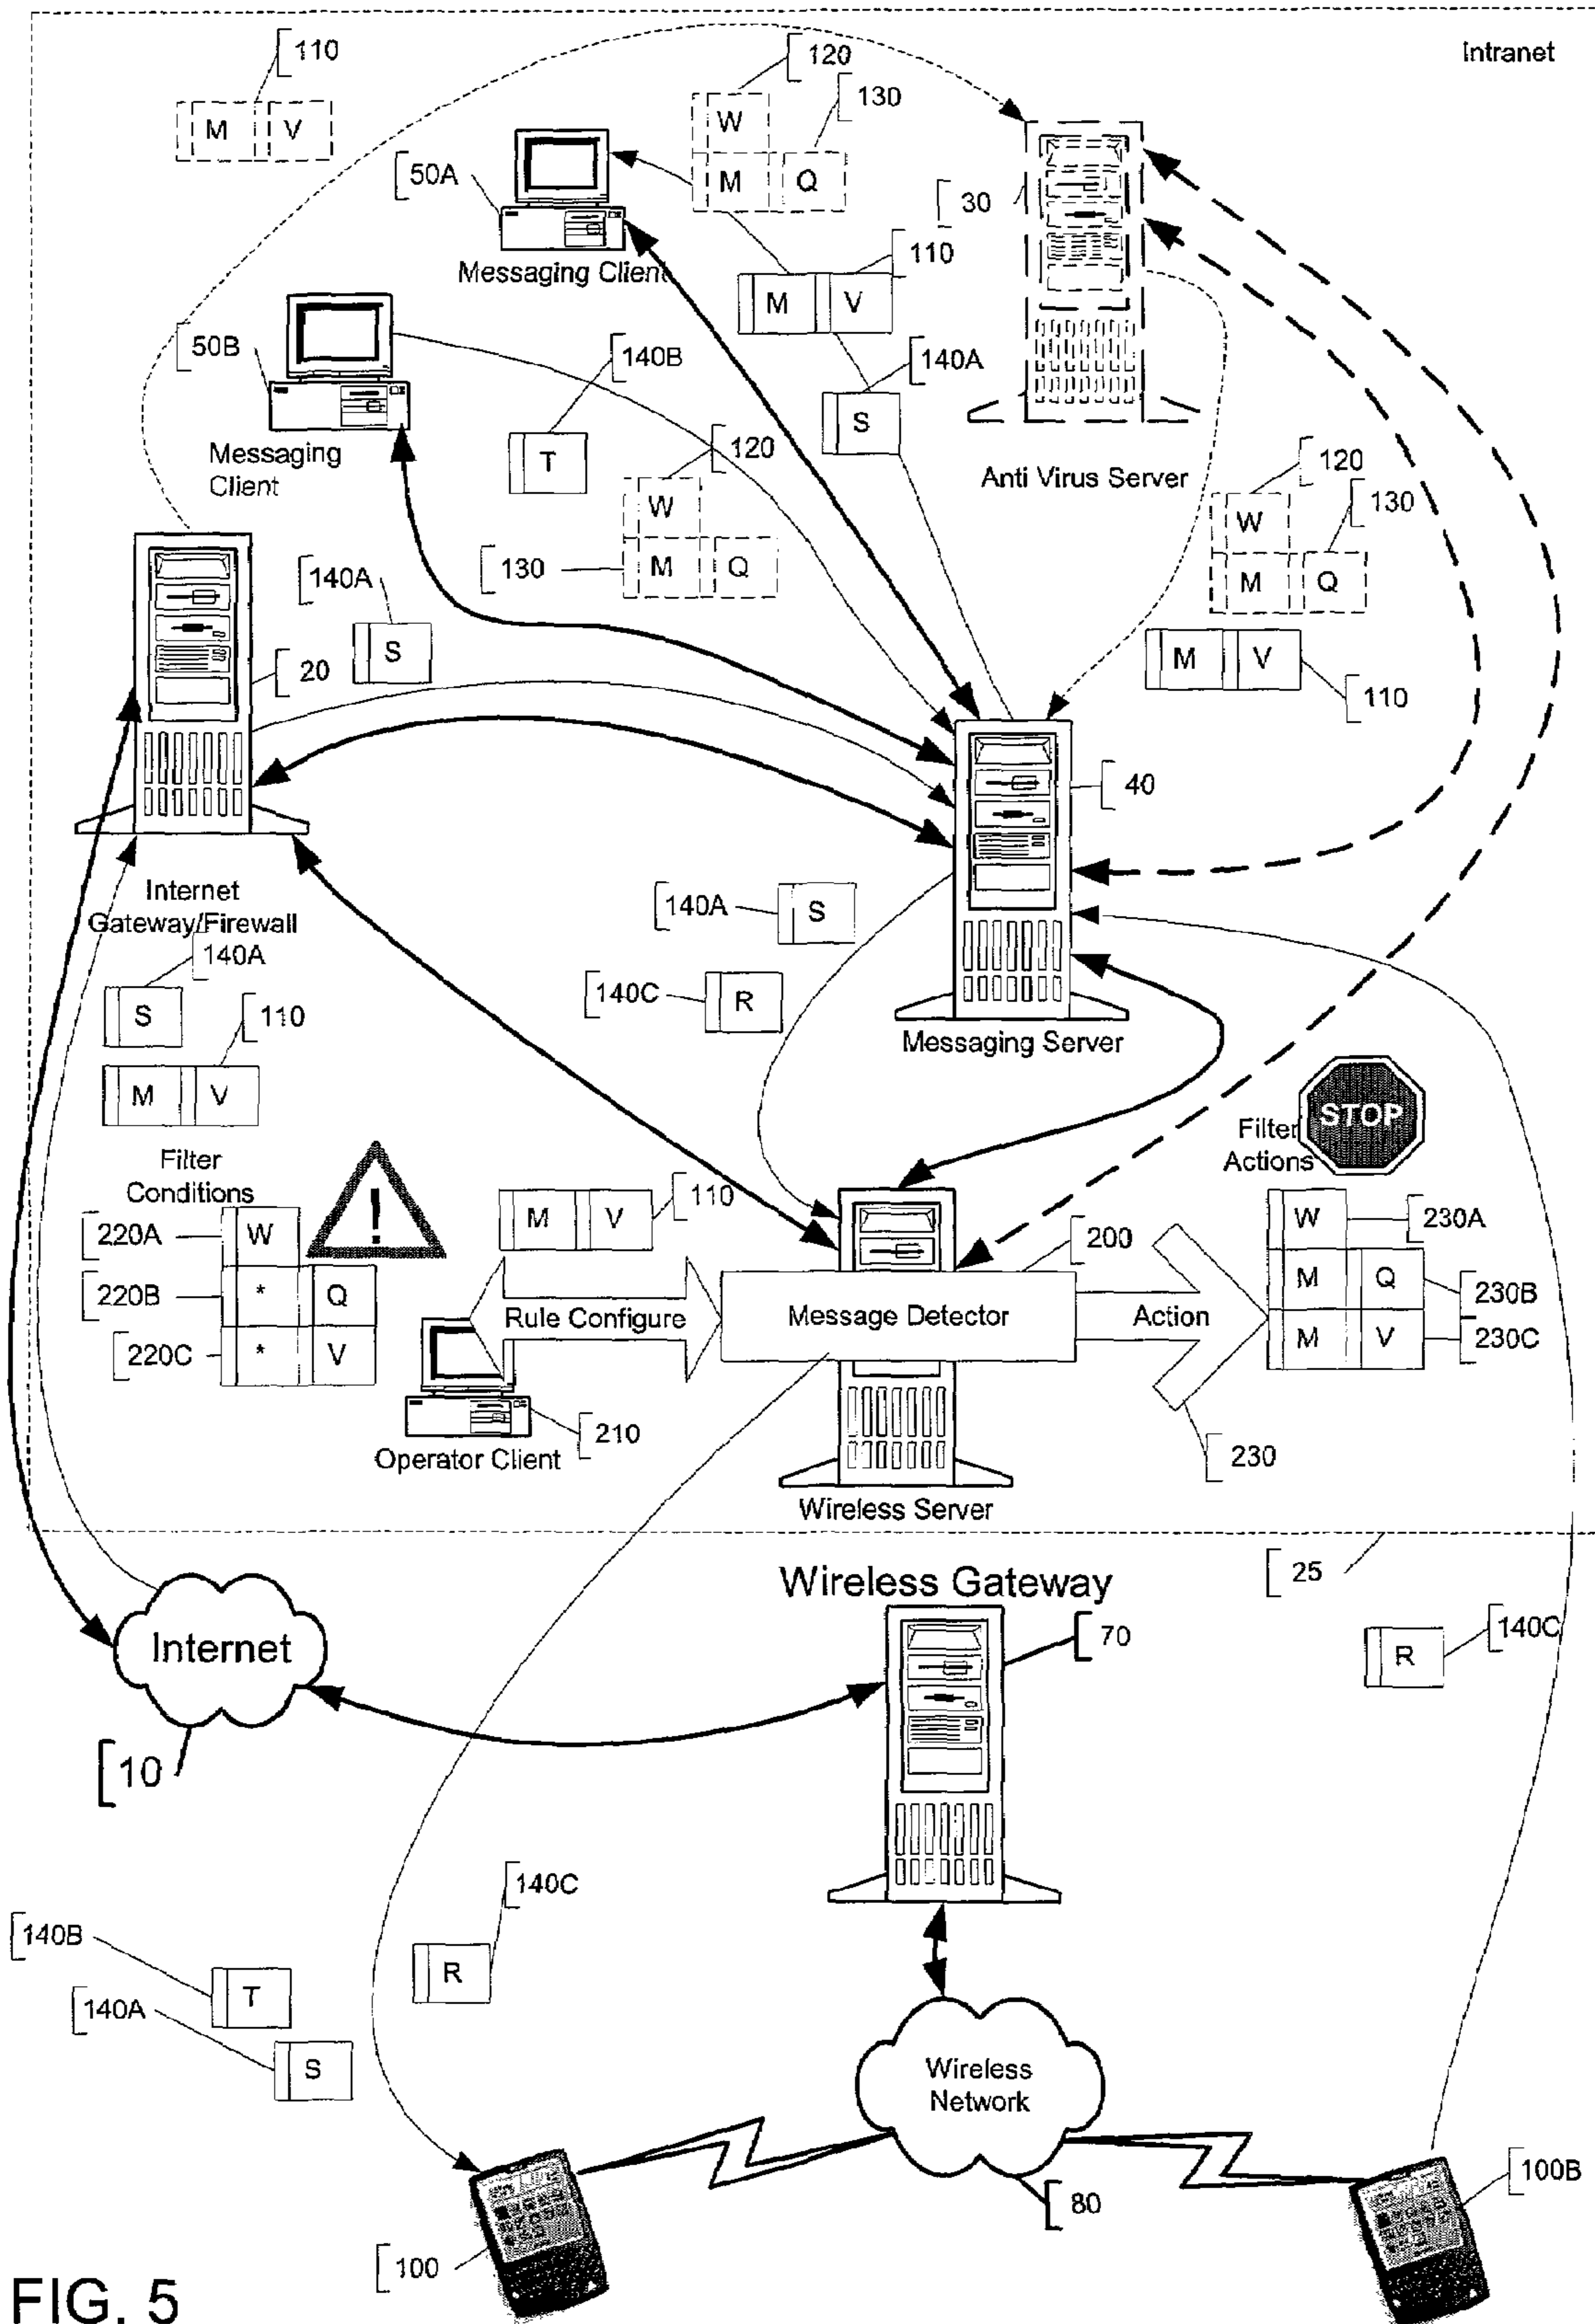 Intranet
110
M V
120
W
130
M Q
50A
30
Messaging Client
110
M V
50B
140B
140A
S
T
120
Anti Virus Server
Messaging
Client
W
120
130
W
130
M Q
140A
M Q
S
20
M V
110
40
Internet
Gateway/Firewall
140A
S
140A
S
110
140C
R
M V
Messaging Server
STOP
Filter
Actions
Filter
Conditions
!
M V
110
220A
W
200
W
230A
220B
* Q
M Q
230B
Rule Configure
Message Detector
Action
220C
* V
M V
230C
210
Operator Client
230
Wireless Server
25
Wireless Gateway
70
140C
R
Internet
10
140C
140B
R
T
140A
S
Wireless
Network
80
100B
100
FIG. 5